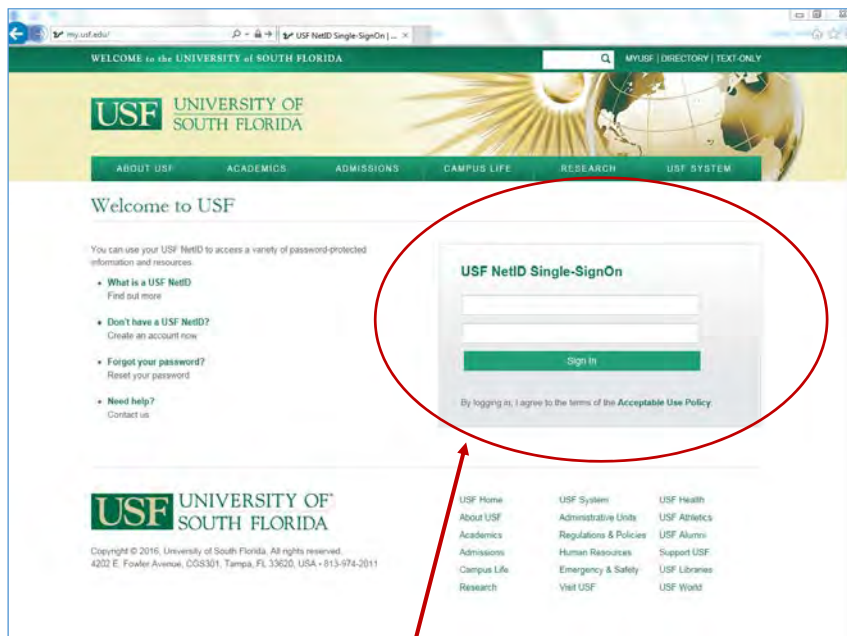 my.usf.edu/
USF NetID Single-SignOn | ...
WELCOME to the UNIVERSITY of SOUTH FLORIDA
MYUSF | DIRECTORY | TEXT-ONLY
USF UNIVERSITY OF
SOUTH FLORIDA
ABOUT USF ACADEMICS ADMISSIONS CAMPUS LIFE RESEARCH USF SYSTEM
Welcome to USF
You can use your USF NetID to access a variety of password-protected
information and resources.
• What is a USF NetID
Find out more
• Don't have a USF NetID?
Create an account now
• Forgot your password?
Reset your password
• Need help?
Contact us
USF NetID Single-SignOn
Sign In
By logging in, I agree to the terms of the Acceptable Use Policy.
USF UNIVERSITY OF
SOUTH FLORIDA
Copyright © 2016, University of South Florida. All rights reserved.
4202 E. Fowler Avenue, CGS301, Tampa, FL 33620, USA • 813-974-2011
USF Home USF System USF Health
About USF Administrative Units USF Athletics
Academics Regulations & Policies USF Alumni
Admissions Human Resources Support USF
Campus Life Emergency & Safety USF Libraries
Research Visit USF USF World